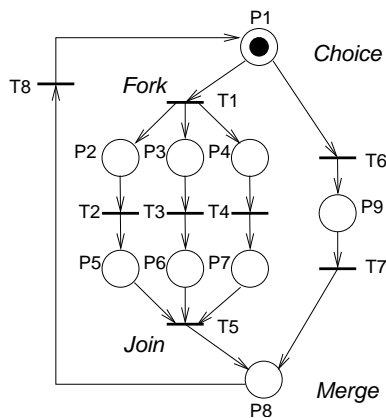 P1
Choice
T8
Fork
T1
P2
P3
P4
T6
P9
T2
T3
T4
P5
P6
P7
T7
T5
Join
Merge
P8